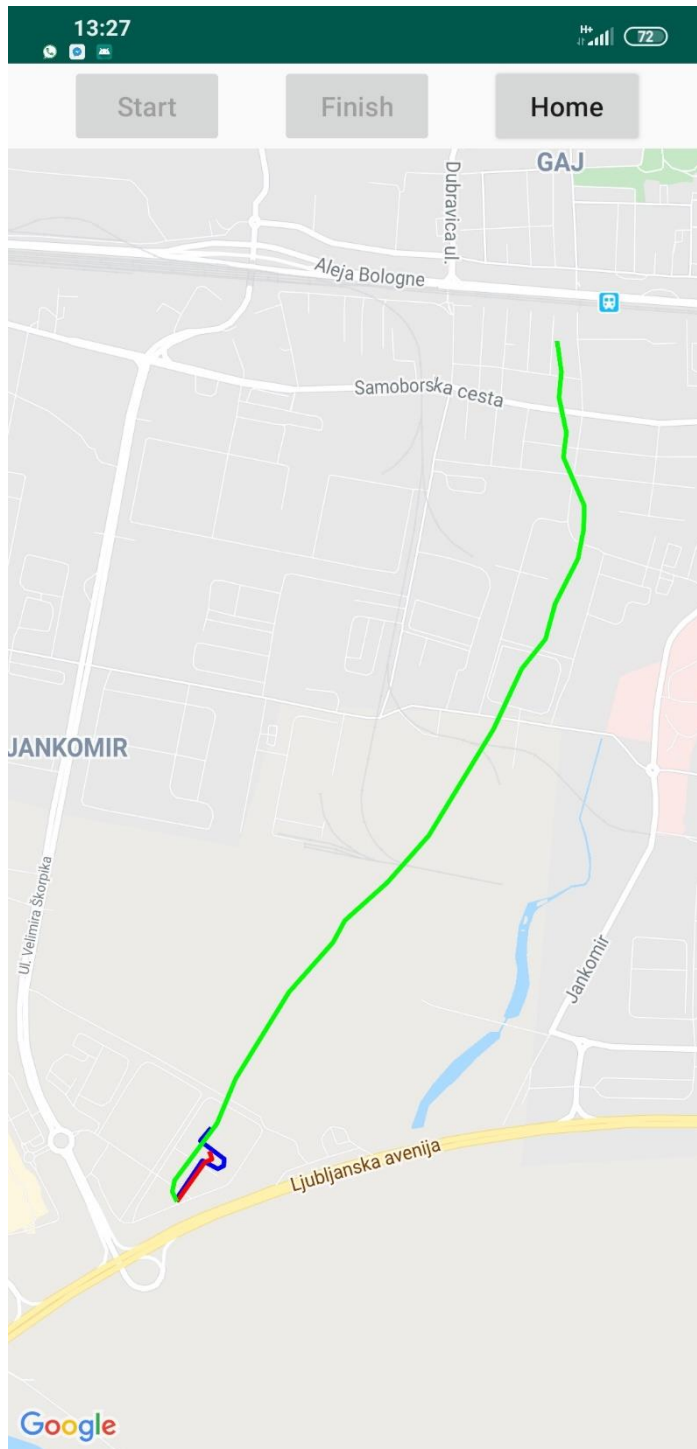 13:27
H+
72
Start
Finish
Home
GAJ
Dubravica ul.
Aleja Bologne
Samoborska cesta
JANKOMIR
Ul. Velimira Škorpika
Jankomir
Ljubljanska avenija
Google